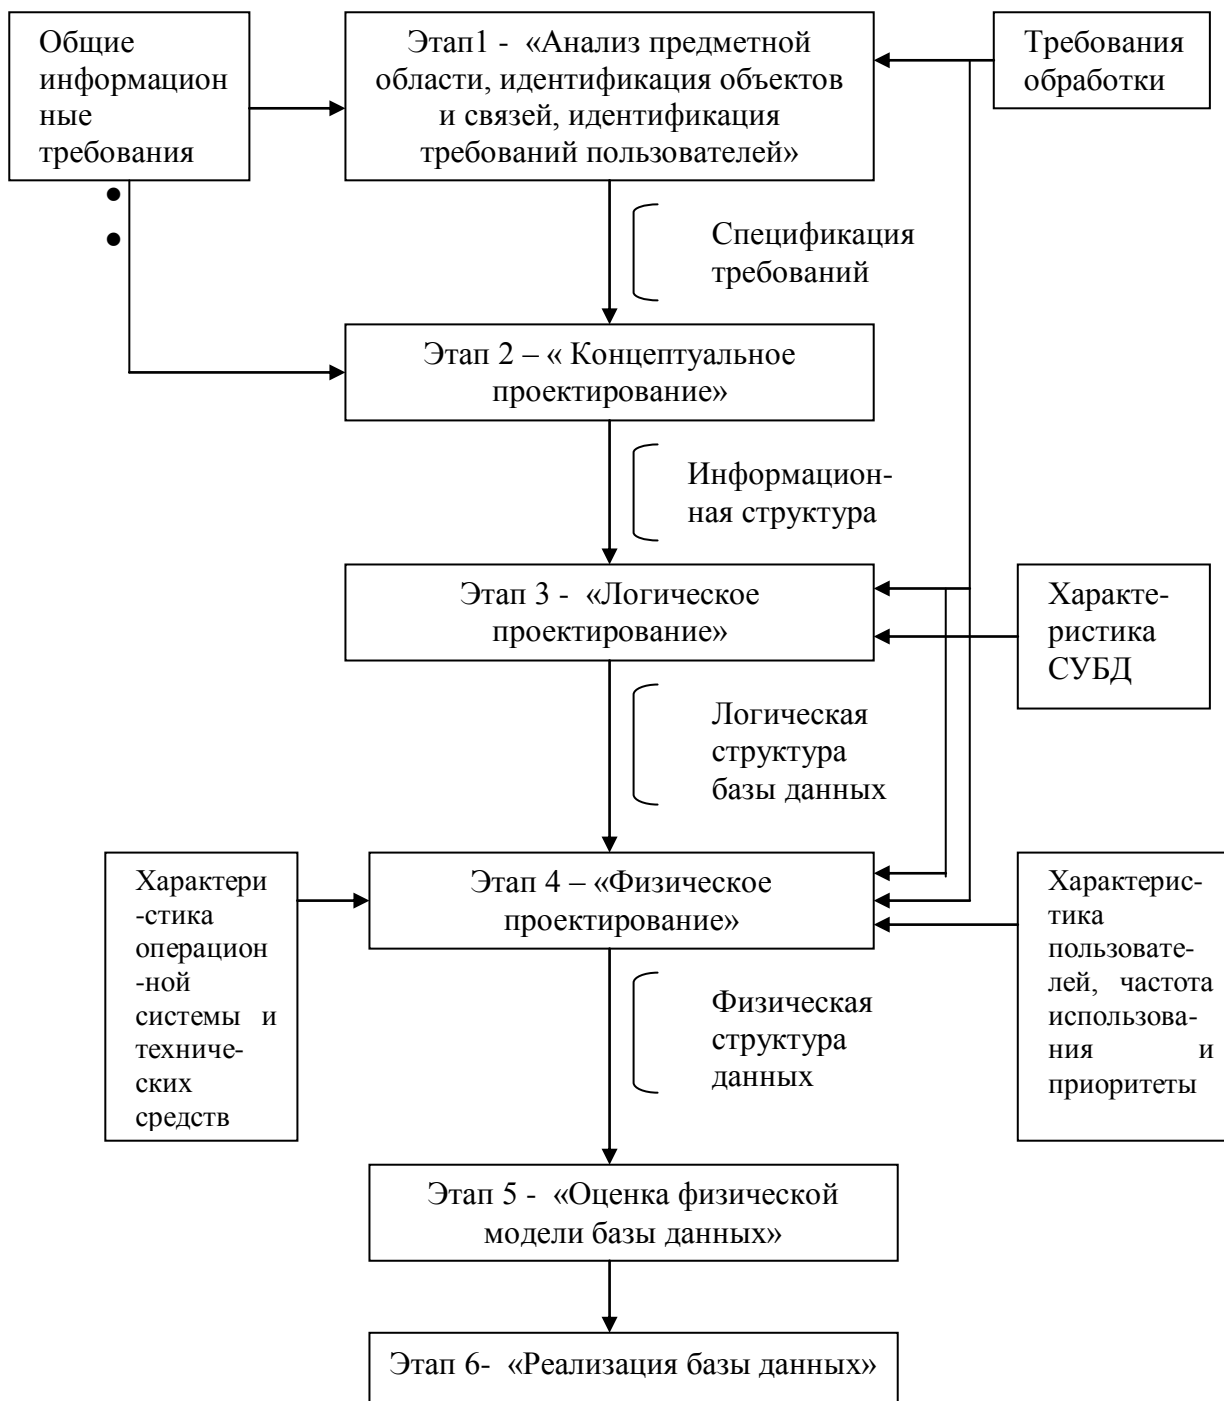 Общие
информацион
ные
требования
Этап1 - «Анализ предметной
области, идентификация объектов
и связей, идентификация
требований пользователей»
Требования
обработки
Спецификация
требований
Этап 2 – « Концептуальное
проектирование»
Информацион-
ная структура
Этап 3 - «Логическое
проектирование»
Характе-
ристика
СУБД
Логическая
структура
базы данных
Характери
-стика
операцион
-ной
системы и
техниче-
ских
средств
Этап 4 – «Физическое
проектирование»
Характерис-
тика
пользовате-
лей, частота
использова-
ния и
приоритеты
Физическая
структура
данных
Этап 5 - «Оценка физической
модели базы данных»
Этап 6- «Реализация базы данных»